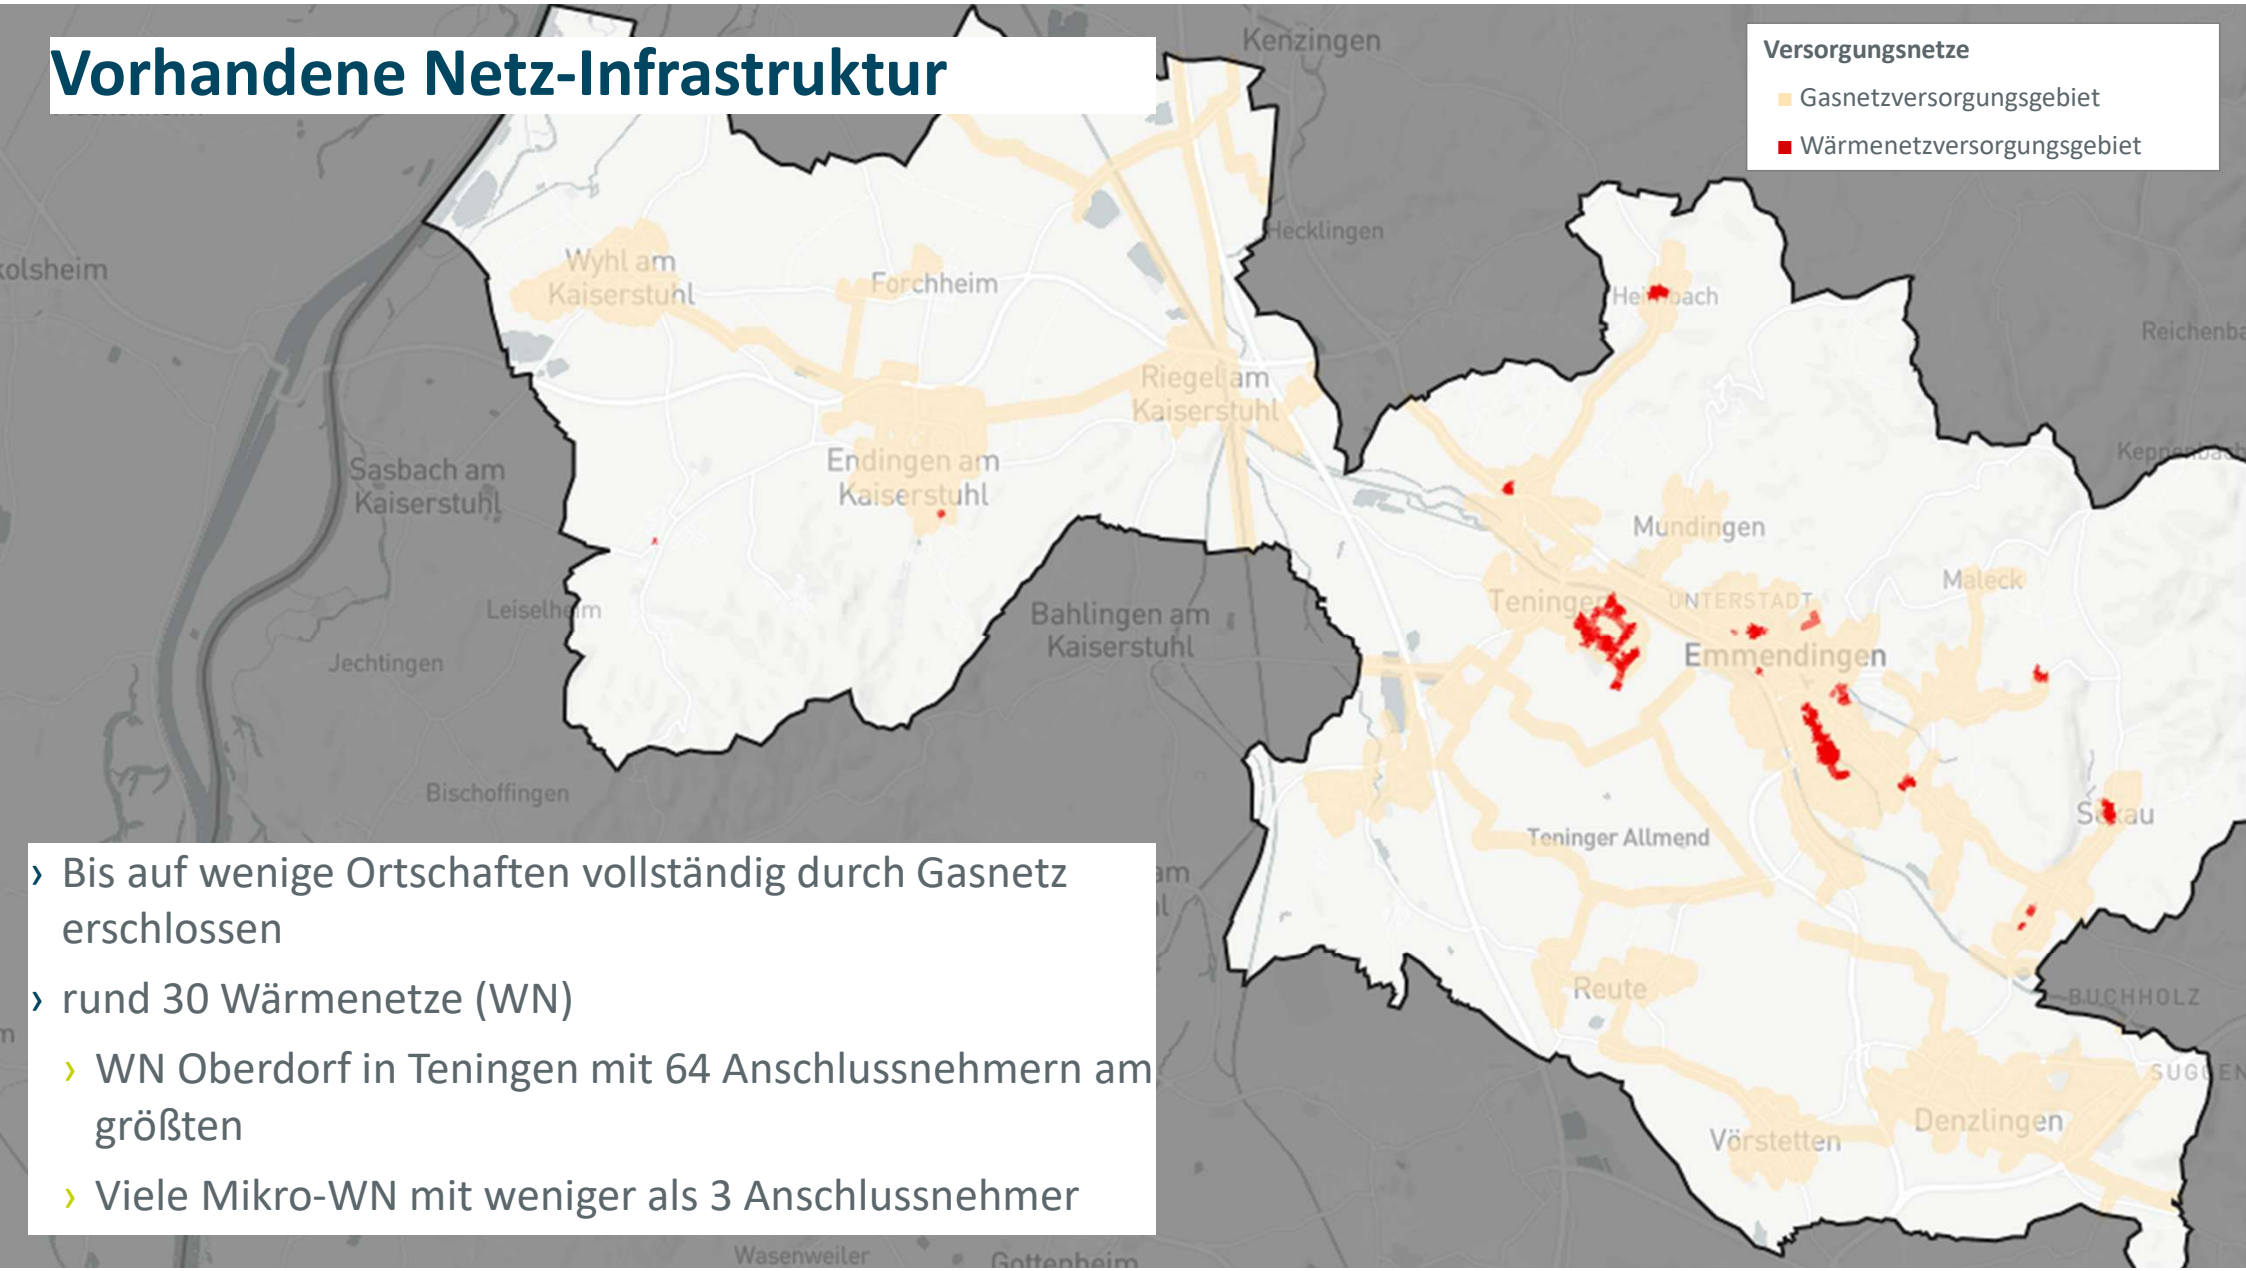 Vorhandene Netz-Infrastruktur
Versorgungsnetze
Gasnetzversorgungsgebiet
Wärmenetzversorgungsgebiet
Kenzingen
Hecklingen
Wyhl am
Kaiserstuhl
Forchheim
Riegel am
Kaiserstuhl
Endingen am
Kaiserstuhl
Sasbach am
Kaiserstuhl
Leiselheim
Jechtingen
Bischoffingen
Bahlingen am
Kaiserstuhl
Heimbach
Mundingen
Maleck
Teningen
UNTERSTADT
Emmendingen
Teninger Allmend
Sexau
Reute
BUCHHOLZ
Denzlingen
Vörstetten
Wasenweiler
Gottenheim
› Bis auf wenige Ortschaften vollständig durch Gasnetz
erschlossen
› rund 30 Wärmenetze (WN)
› WN Oberdorf in Teningen mit 64 Anschlussnehmern am
größten
› Viele Mikro-WN mit weniger als 3 Anschlussnehmer